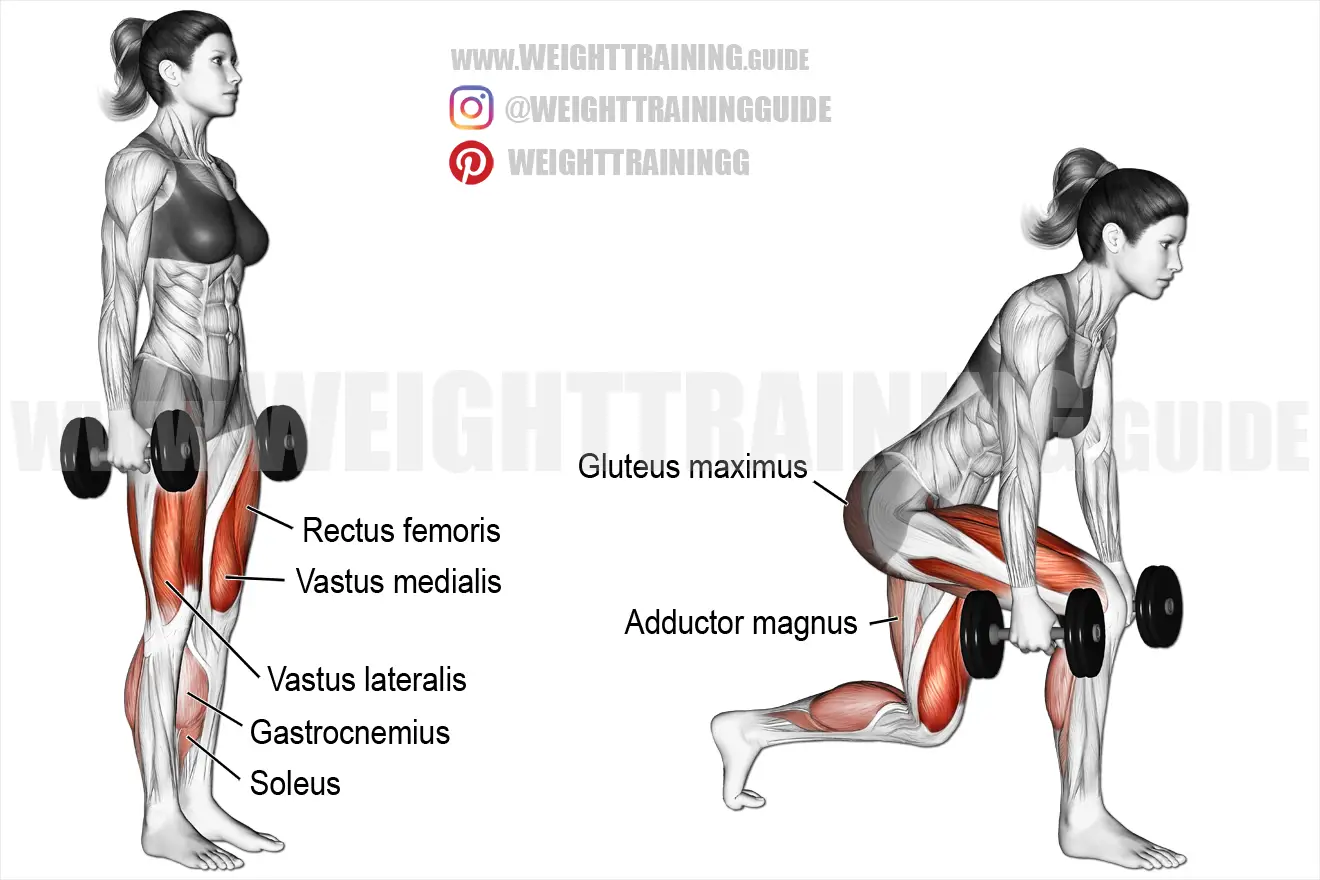 WWW.WEIGHTTRAINING.GUIDE
@WEIGHTTRAININGGUIDE
WEIGHTTRAININGG
WWW.WEIGHTTRAINING.GUIDE
Gluteus maximus
Rectus femoris
Vastus medialis
Adductor magnus
Vastus lateralis
Gastrocnemius
Soleus